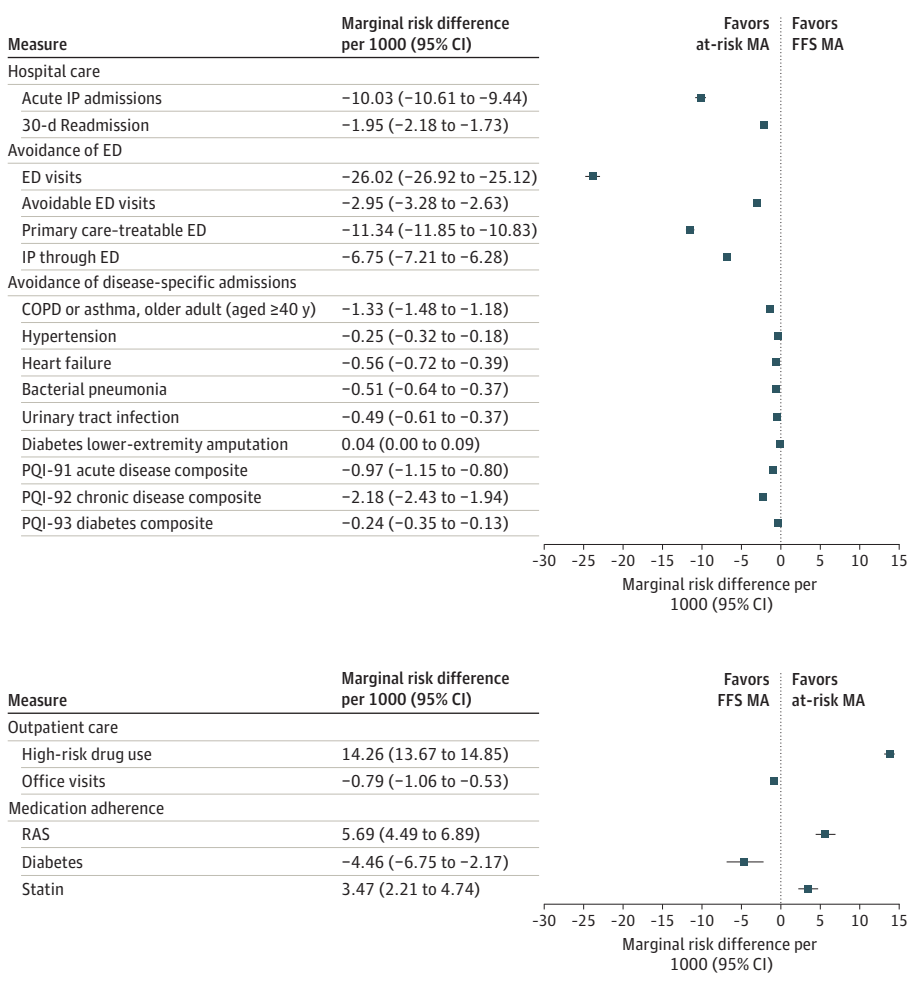 Measure
Marginal risk difference
per 1000 (95% CI)
Favors
at-risk MA
Favors
FFS MA
Hospital care
Acute IP admissions −10.03 (−10.61 to −9.44)
30-d Readmission −1.95 (−2.18 to −1.73)
Avoidance of ED
ED visits −26.02 (−26.92 to −25.12)
Avoidable ED visits −2.95 (−3.28 to −2.63)
Primary care-treatable ED −11.34 (−11.85 to −10.83)
IP through ED −6.75 (−7.21 to −6.28)
Avoidance of disease-specific admissions
COPD or asthma, older adult (aged ≥40 y) −1.33 (−1.48 to −1.18)
Hypertension −0.25 (−0.32 to −0.18)
Heart failure −0.56 (−0.72 to −0.39)
Bacterial pneumonia −0.51 (−0.64 to −0.37)
Urinary tract infection −0.49 (−0.61 to −0.37)
Diabetes lower-extremity amputation 0.04 (0.00 to 0.09)
PQI-91 acute disease composite −0.97 (−1.15 to −0.80)
PQI-92 chronic disease composite −2.18 (−2.43 to −1.94)
PQI-93 diabetes composite −0.24 (−0.35 to −0.13)
-30 -25 -20 -15 -10 -5 0 5 10 15
Marginal risk difference per
1000 (95% CI)
Measure
Marginal risk difference
per 1000 (95% CI)
Favors
FFS MA
Favors
at-risk MA
Outpatient care
High-risk drug use 14.26 (13.67 to 14.85)
Office visits −0.79 (−1.06 to −0.53)
Medication adherence
RAS 5.69 (4.49 to 6.89)
Diabetes −4.46 (−6.75 to −2.17)
Statin 3.47 (2.21 to 4.74)
-30 -25 -20 -15 -10 -5 0 5 10 15
Marginal risk difference per
1000 (95% CI)